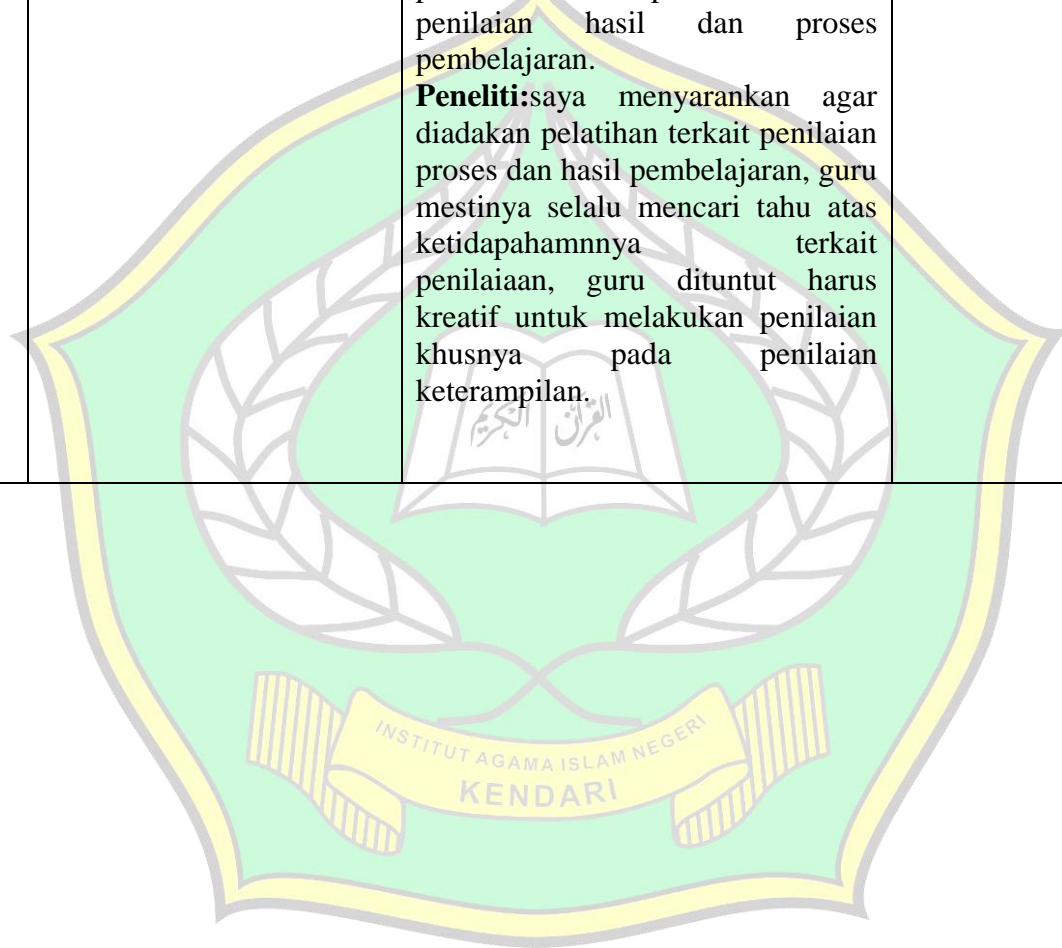 penilaian hasil dan proses
pembelajaran.
Peneliti:saya menyarankan agar
diadakan pelatihan terkait penilaian
proses dan hasil pembelajaran, guru
mestinya selalu mencari tahu atas
ketidapahamnnya terkait
penilaiaan, guru dituntut harus
kreatif untuk melakukan penilaian
khusnya pada penilaian
keterampilan.
القرآن الكريم
INSTITUT AGAMA ISLAM NEGERI
KENDARI